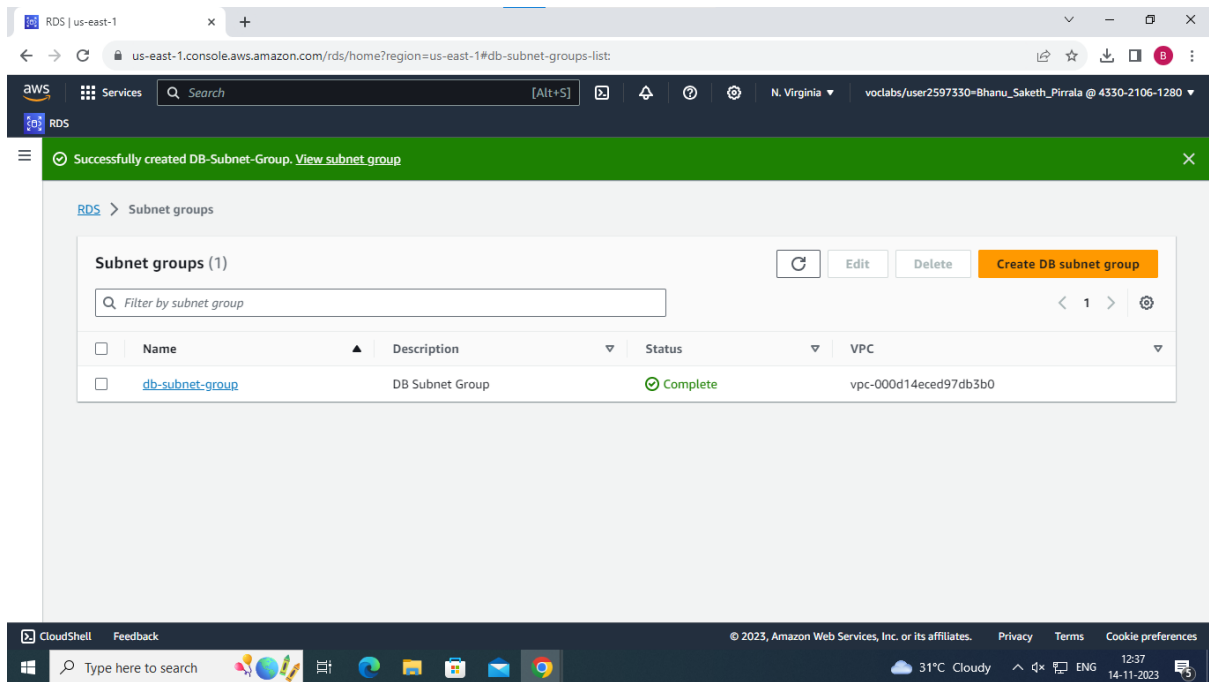 RDS | us-east-1
us-east-1.console.aws.amazon.com/rds/home?region=us-east-1#db-subnet-groups-list:
B
aws Services Search [Alt+S] N. Virginia ▼ voclabs/user2597330=Bhanu_Saketh_Pirrala @ 4330-2106-1280 ▼
RDS
Successfully created DB-Subnet-Group. View subnet group
RDS > Subnet groups
Subnet groups (1) Edit Delete Create DB subnet group
Filter by subnet group < 1 >
Name Description Status VPC
db-subnet-group DB Subnet Group Complete vpc-000d14eced97db3b0
CloudShell Feedback © 2023, Amazon Web Services, Inc. or its affiliates. Privacy Terms Cookie preferences
Type here to search 31°C Cloudy ENG 12:37
14-11-2023 5